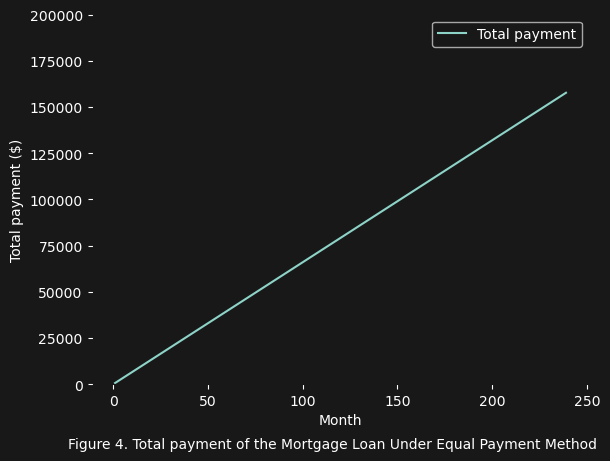 200000
175000
150000
125000
100000
75000
50000
25000
0
Total payment ($)
Total payment
0 50 100 150 200 250
Month
Figure 4. Total payment of the Mortgage Loan Under Equal Payment Method